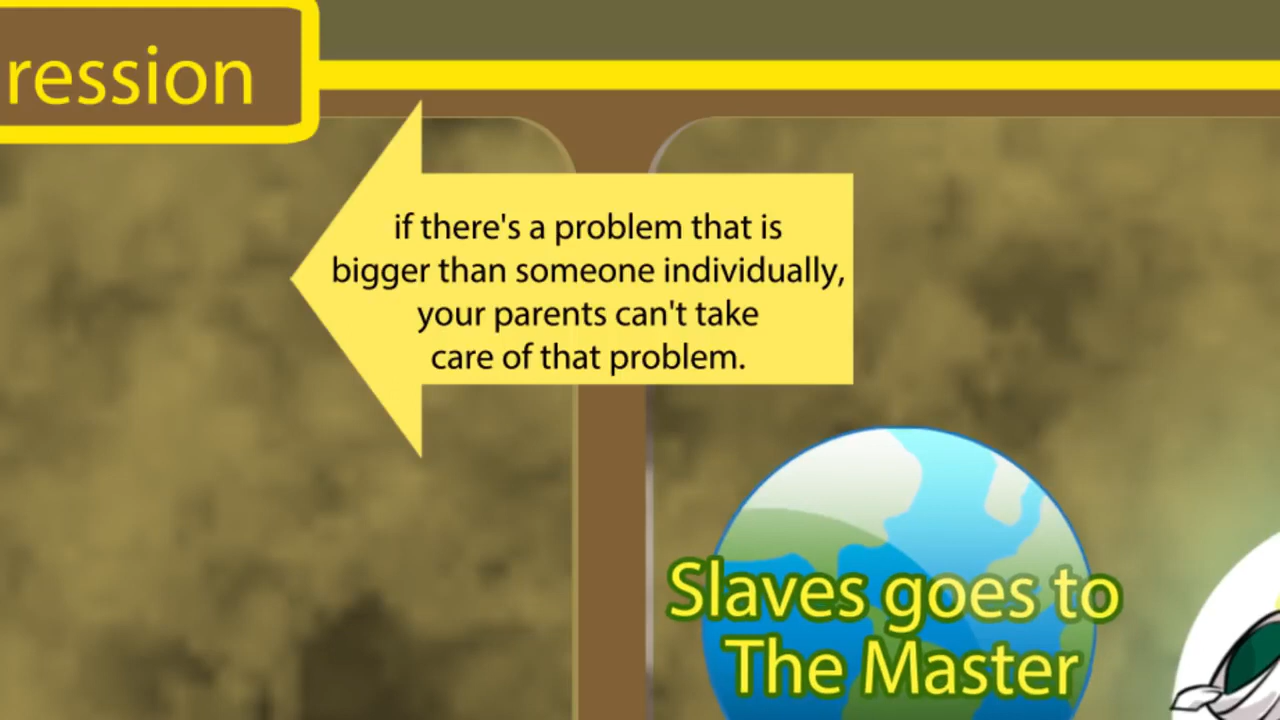 ression
if there's a problem that is
bigger than someone individually,
your parents can't take
care of that problem.
Slaves goes to
The Master